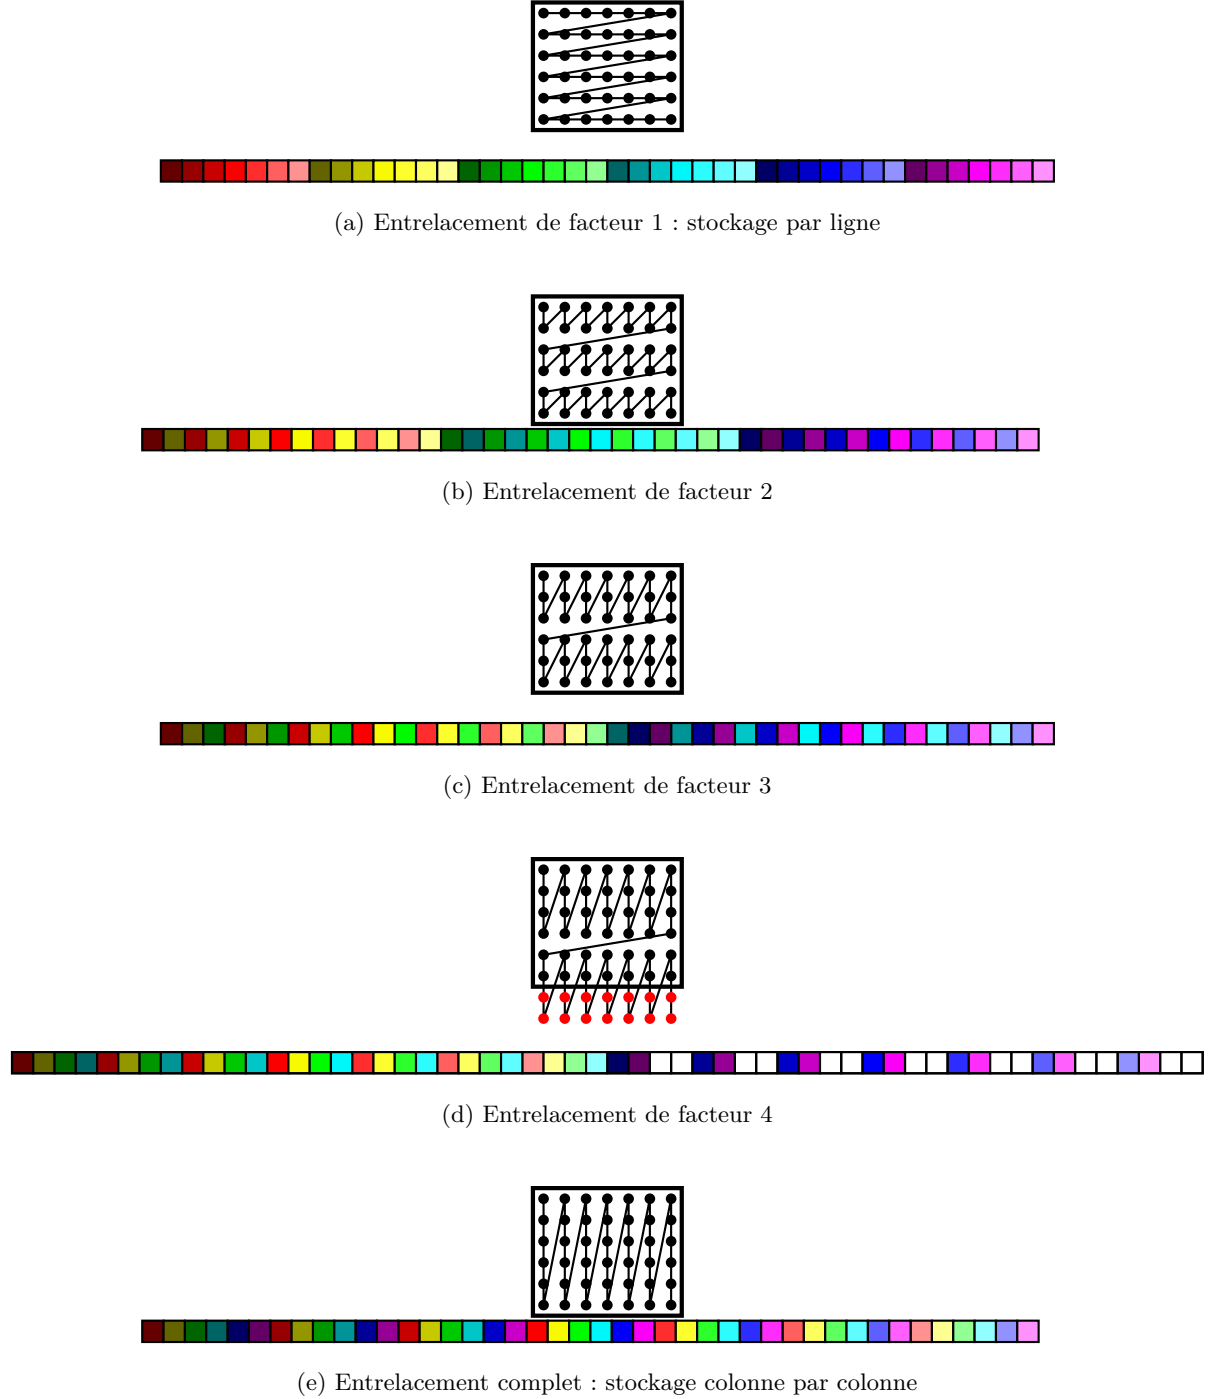 (a) Entrelacement de facteur 1 : stockage par ligne
(b) Entrelacement de facteur 2
(c) Entrelacement de facteur 3
(d) Entrelacement de facteur 4
(e) Entrelacement complet : stockage colonne par colonne